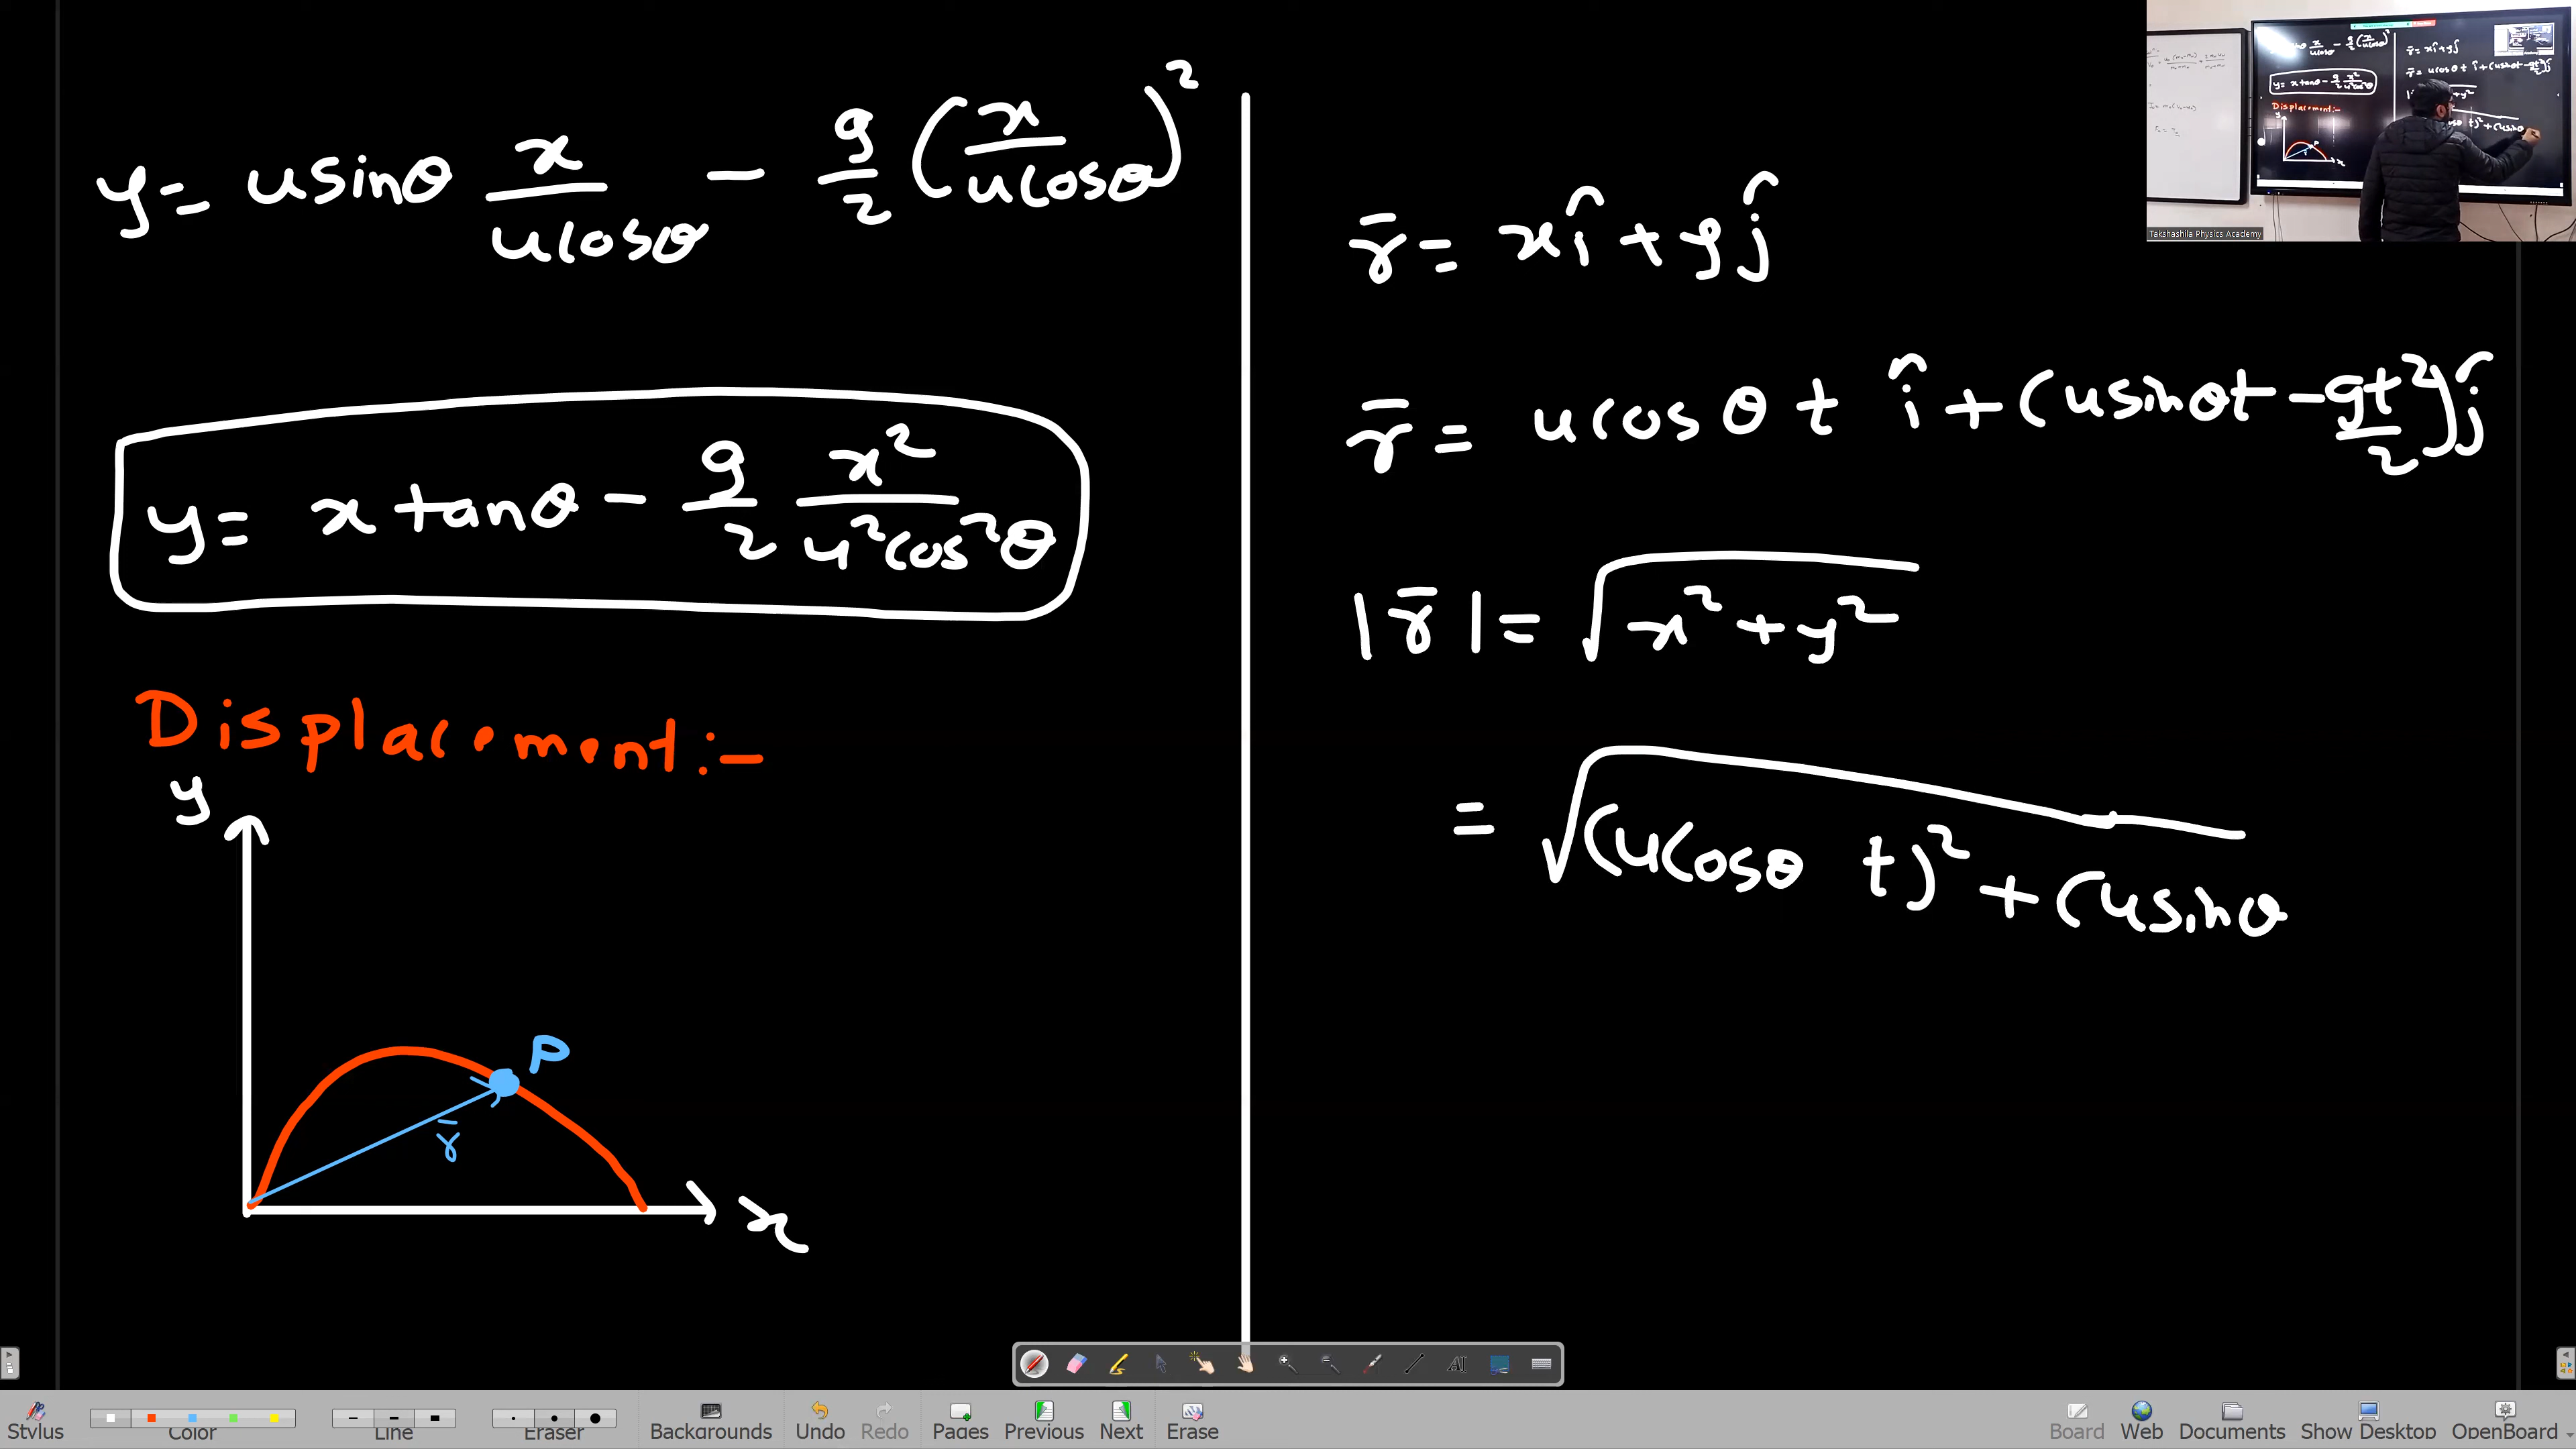 y = usinθ x/ucosθ − g/2 (x/ucosθ)²
y = x tanθ − g/2 x²/u²cos²θ
Displacement:-
y
P
r̄
x
r̄ = xî + yĵ
r̄ = ucosθ t î + (usinθt − gt²/2)ĵ
|r̄| = √x² + y²
= √(ucosθ t)² + (usinθ
Takshashila Physics Academy
Stylus Color Line Eraser Backgrounds Undo Redo Pages Previous Next Erase Board Web Documents Show Desktop OpenBoard